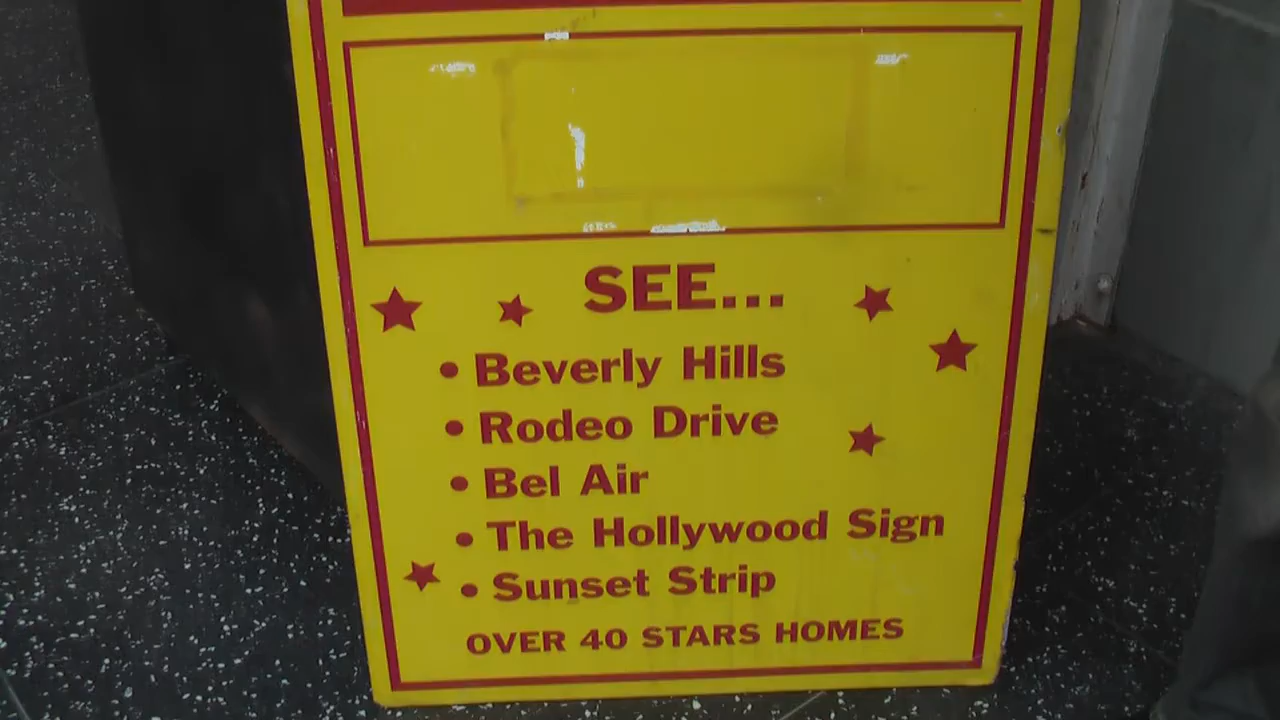 SEE...
• Beverly Hills
• Rodeo Drive
• Bel Air
• The Hollywood Sign
• Sunset Strip
OVER 40 STARS HOMES